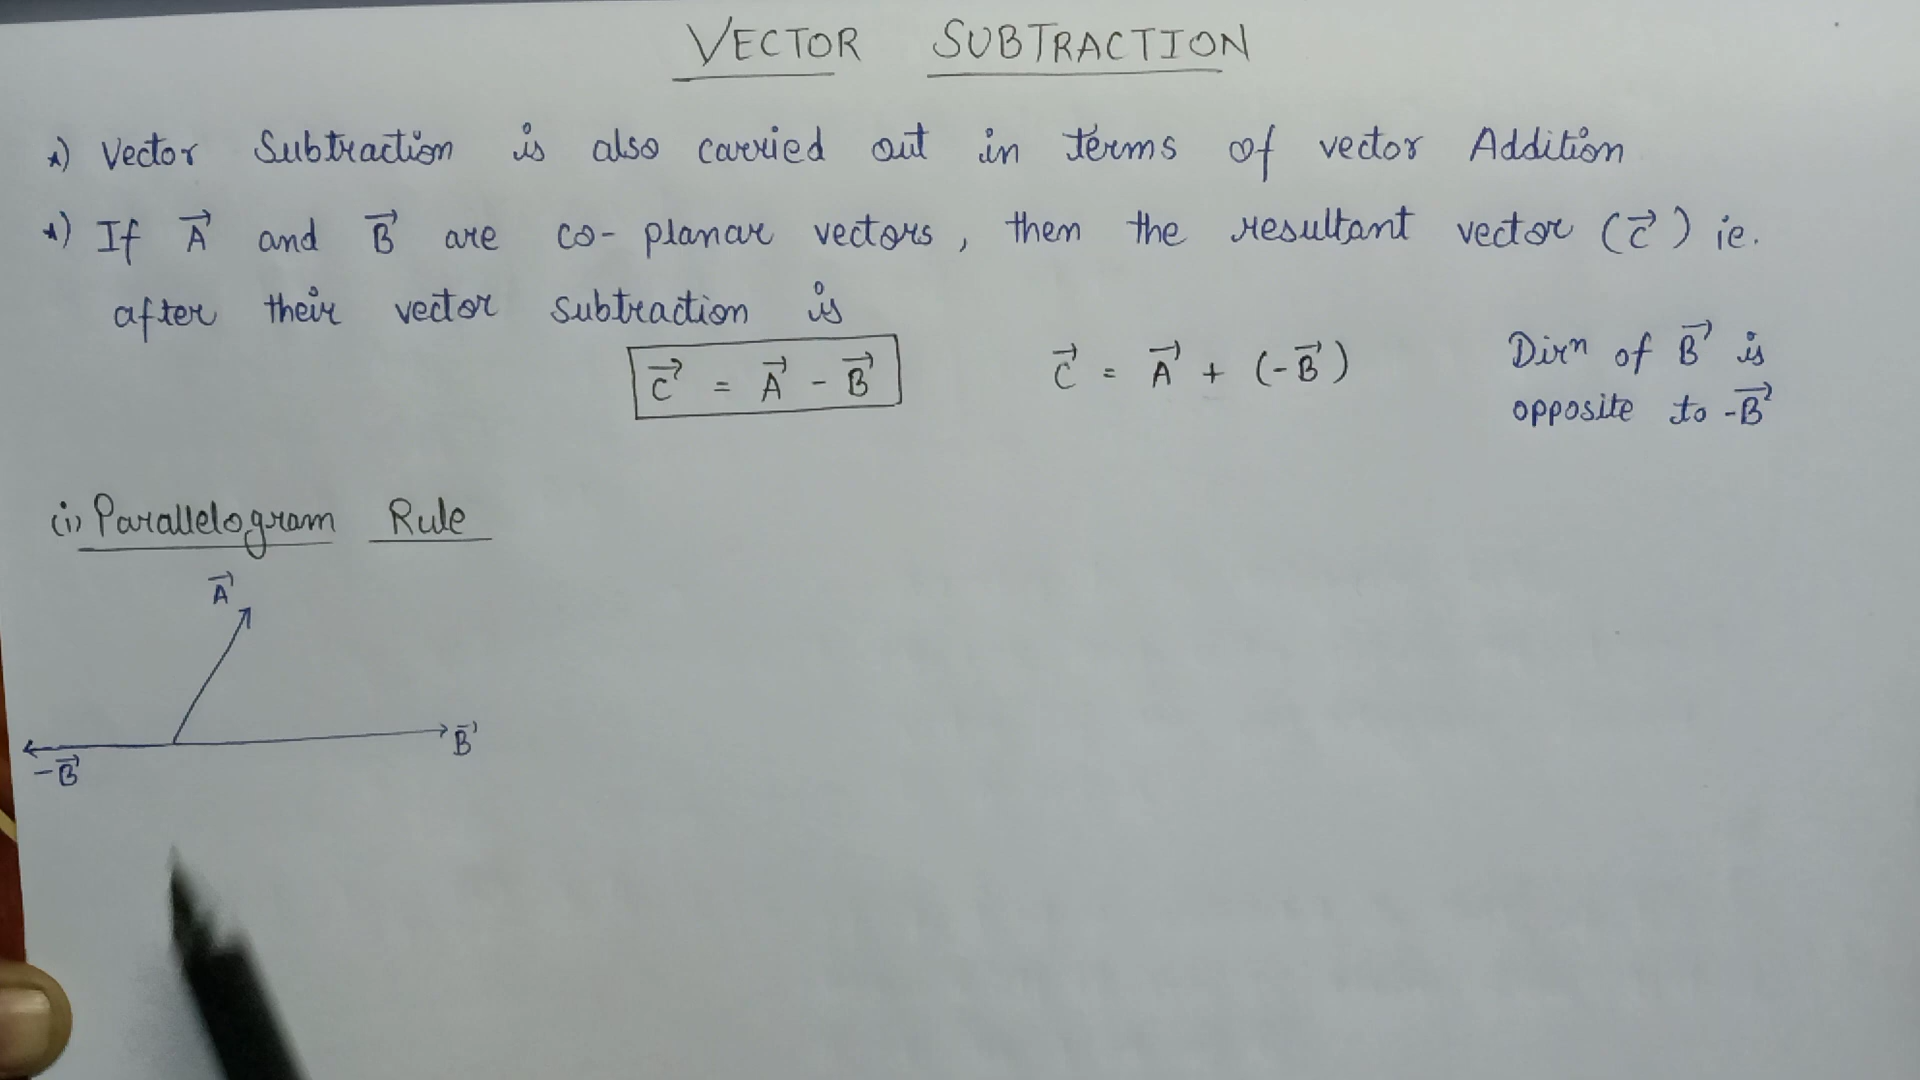 VECTOR SUBTRACTION
*) Vector Subtraction is also carried out in terms of vector Addition
*) If A⃗ and B⃗ are co-planar vectors, then the resultant vector (C⃗) ie.
after their vector subtraction is
C⃗ = A⃗ - B⃗
C⃗ = A⃗ + (-B⃗)
Dirn of B⃗ is
opposite to -B⃗
(i) Parallelogram Rule
A⃗
B⃗
-B⃗